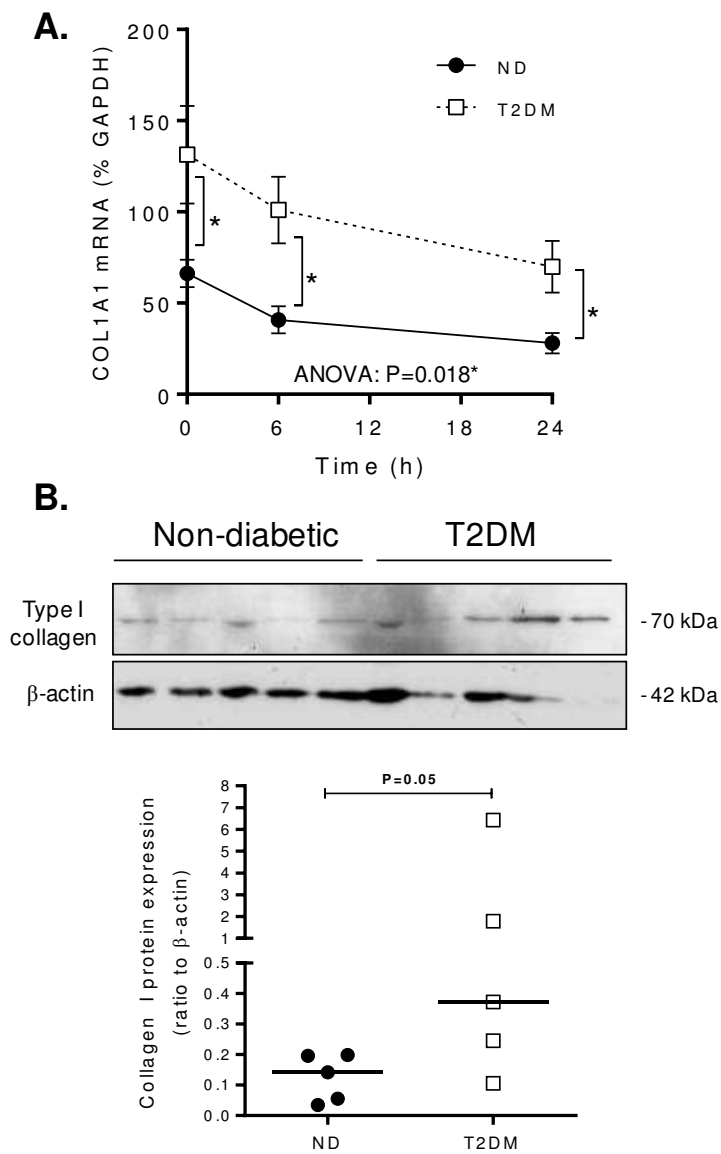 A.
200
150
100
50
0
COL1A1 mRNA (% GAPDH)
ND
T2DM
*
*
*
ANOVA: P=0.018*
0 6 12 18 24
Time (h)
B.
Non-diabetic T2DM
Type I
collagen
-70 kDa
β-actin
-42 kDa
Collagen I protein expression
(ratio to β-actin)
P=0.05
8
7
6
5
4
3
2
1
0.5
0.4
0.3
0.2
0.1
0.0
ND T2DM